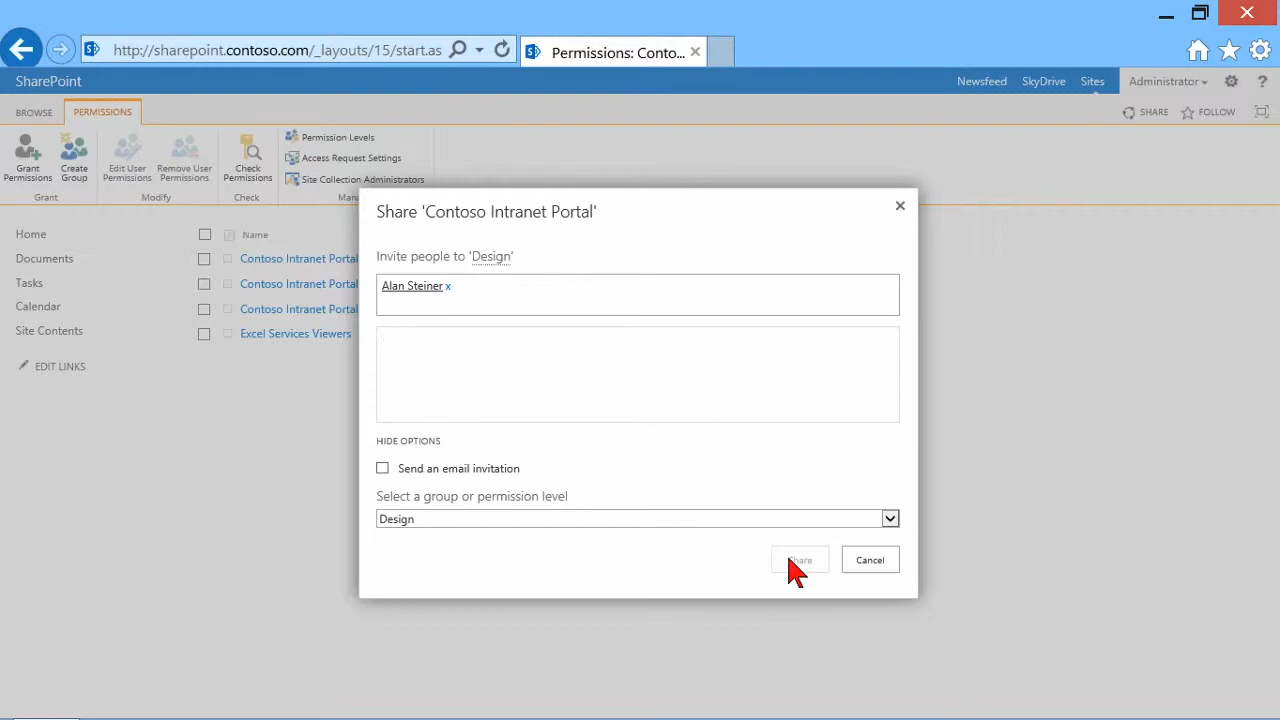 http://sharepoint.contoso.com/_layouts/15/start.as
Permissions: Conto...
SharePoint
Newsfeed SkyDrive Sites Administrator ?
BROWSE PERMISSIONS
SHARE FOLLOW
Grant Permissions
Create Group
Edit User Permissions
Remove User Permissions
Check Permissions
Permission Levels
Access Request Settings
Site Collection Administrators
Grant Modify Check Mana
Home
Documents
Tasks
Calendar
Site Contents
EDIT LINKS
Name
Contoso Intranet Portal
Contoso Intranet Portal
Contoso Intranet Portal
Excel Services Viewers
Share 'Contoso Intranet Portal'
Invite people to 'Design'
Alan Steiner x
HIDE OPTIONS
Send an email invitation
Select a group or permission level
Design
Share Cancel